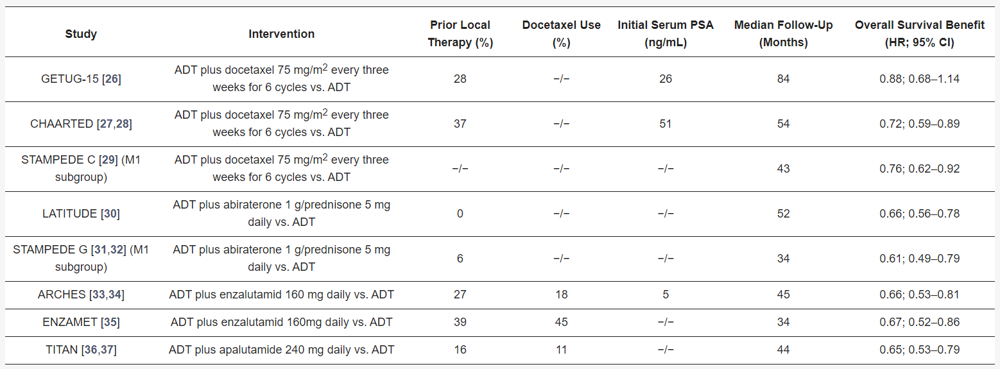 Study Intervention Prior Local Therapy (%) Docetaxel Use (%) Initial Serum PSA (ng/mL) Median Follow-Up (Months) Overall Survival Benefit (HR; 95% CI)
GETUG-15 [26] ADT plus docetaxel 75 mg/m2 every three weeks for 6 cycles vs. ADT 28 −/− 26 84 0.88; 0.68–1.14
CHAARTED [27,28] ADT plus docetaxel 75 mg/m2 every three weeks for 6 cycles vs. ADT 37 −/− 51 54 0.72; 0.59–0.89
STAMPEDE C [29] (M1 subgroup) ADT plus docetaxel 75 mg/m2 every three weeks for 6 cycles vs. ADT −/− −/− −/− 43 0.76; 0.62–0.92
LATITUDE [30] ADT plus abiraterone 1 g/prednisone 5 mg daily vs. ADT 0 −/− −/− 52 0.66; 0.56–0.78
STAMPEDE G [31,32] (M1 subgroup) ADT plus abiraterone 1 g/prednisone 5 mg daily vs. ADT 6 −/− −/− 34 0.61; 0.49–0.79
ARCHES [33,34] ADT plus enzalutamid 160 mg daily vs. ADT 27 18 5 45 0.66; 0.53–0.81
ENZAMET [35] ADT plus enzalutamid 160mg daily vs. ADT 39 45 −/− 34 0.67; 0.52–0.86
TITAN [36,37] ADT plus apalutamide 240 mg daily vs. ADT 16 11 −/− 44 0.65; 0.53–0.79